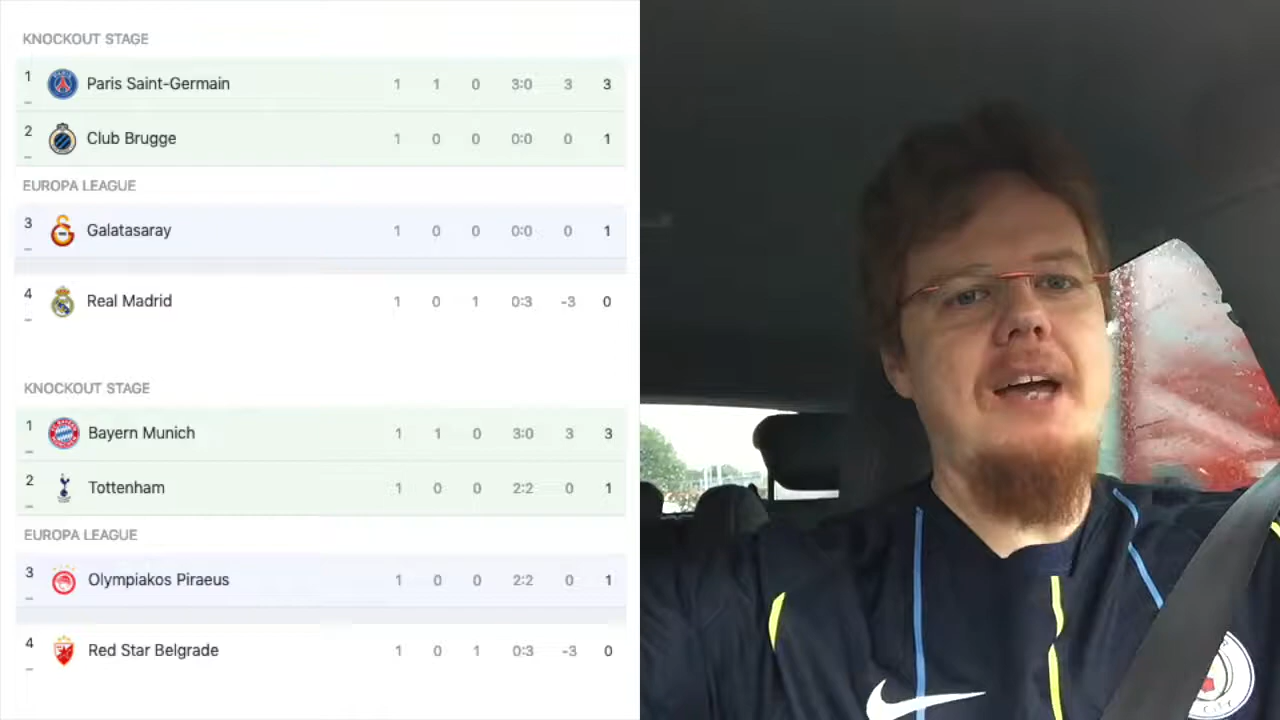 KNOCKOUT STAGE
1 Paris Saint-Germain 1 1 0 3:0 3 3
2 Club Brugge 1 0 0 0:0 0 1
EUROPA LEAGUE
3 Galatasaray 1 0 0 0:0 0 1
4 Real Madrid 1 0 1 0:3 -3 0
KNOCKOUT STAGE
1 Bayern Munich 1 1 0 3:0 3 3
2 Tottenham 1 0 0 2:2 0 1
EUROPA LEAGUE
3 Olympiakos Piraeus 1 0 0 2:2 0 1
4 Red Star Belgrade 1 0 1 0:3 -3 0
CITY